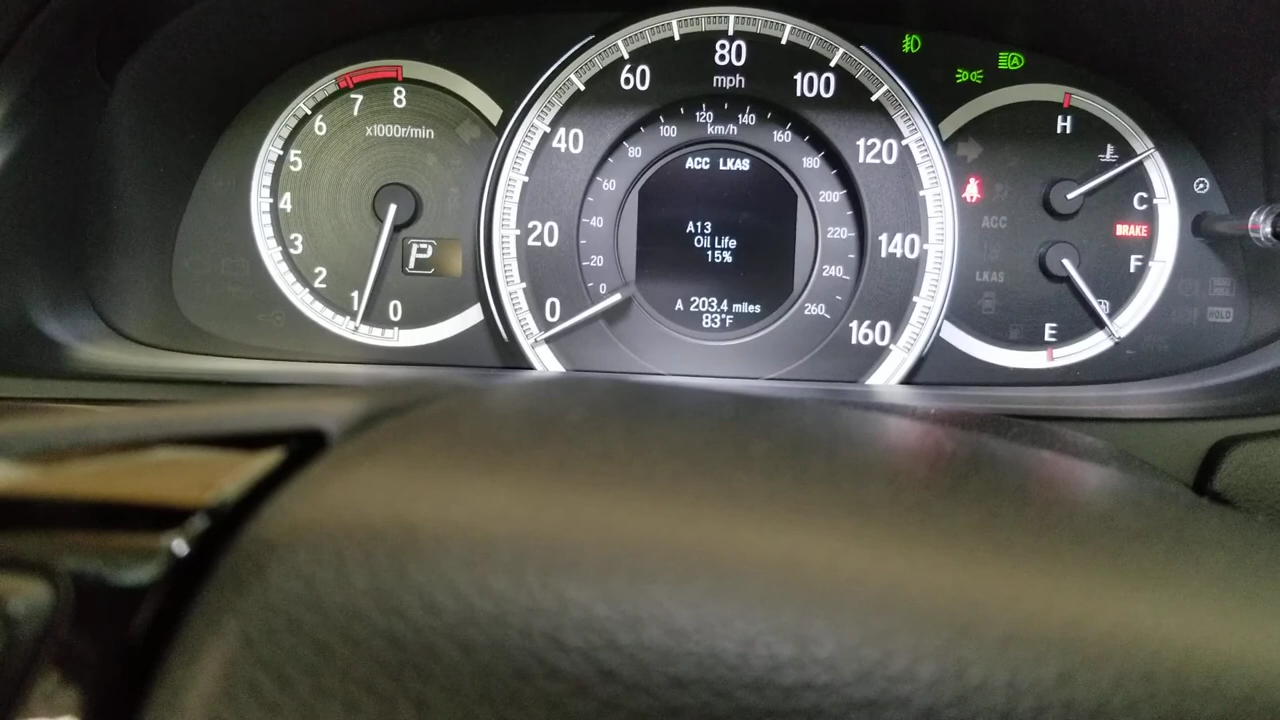 8
7
6
5
4
3
2
1
0
x1000r/min
P
0
20
40
60
80
100
120
140
160
mph
0
20
40
60
80
100
120
140
160
180
200
220
240
260
km/h
ACC LKAS
A13
Oil Life
15%
A 203.4 miles
83°F
A
H
C
ACC
BRAKE
F
LKAS
E
HOLD